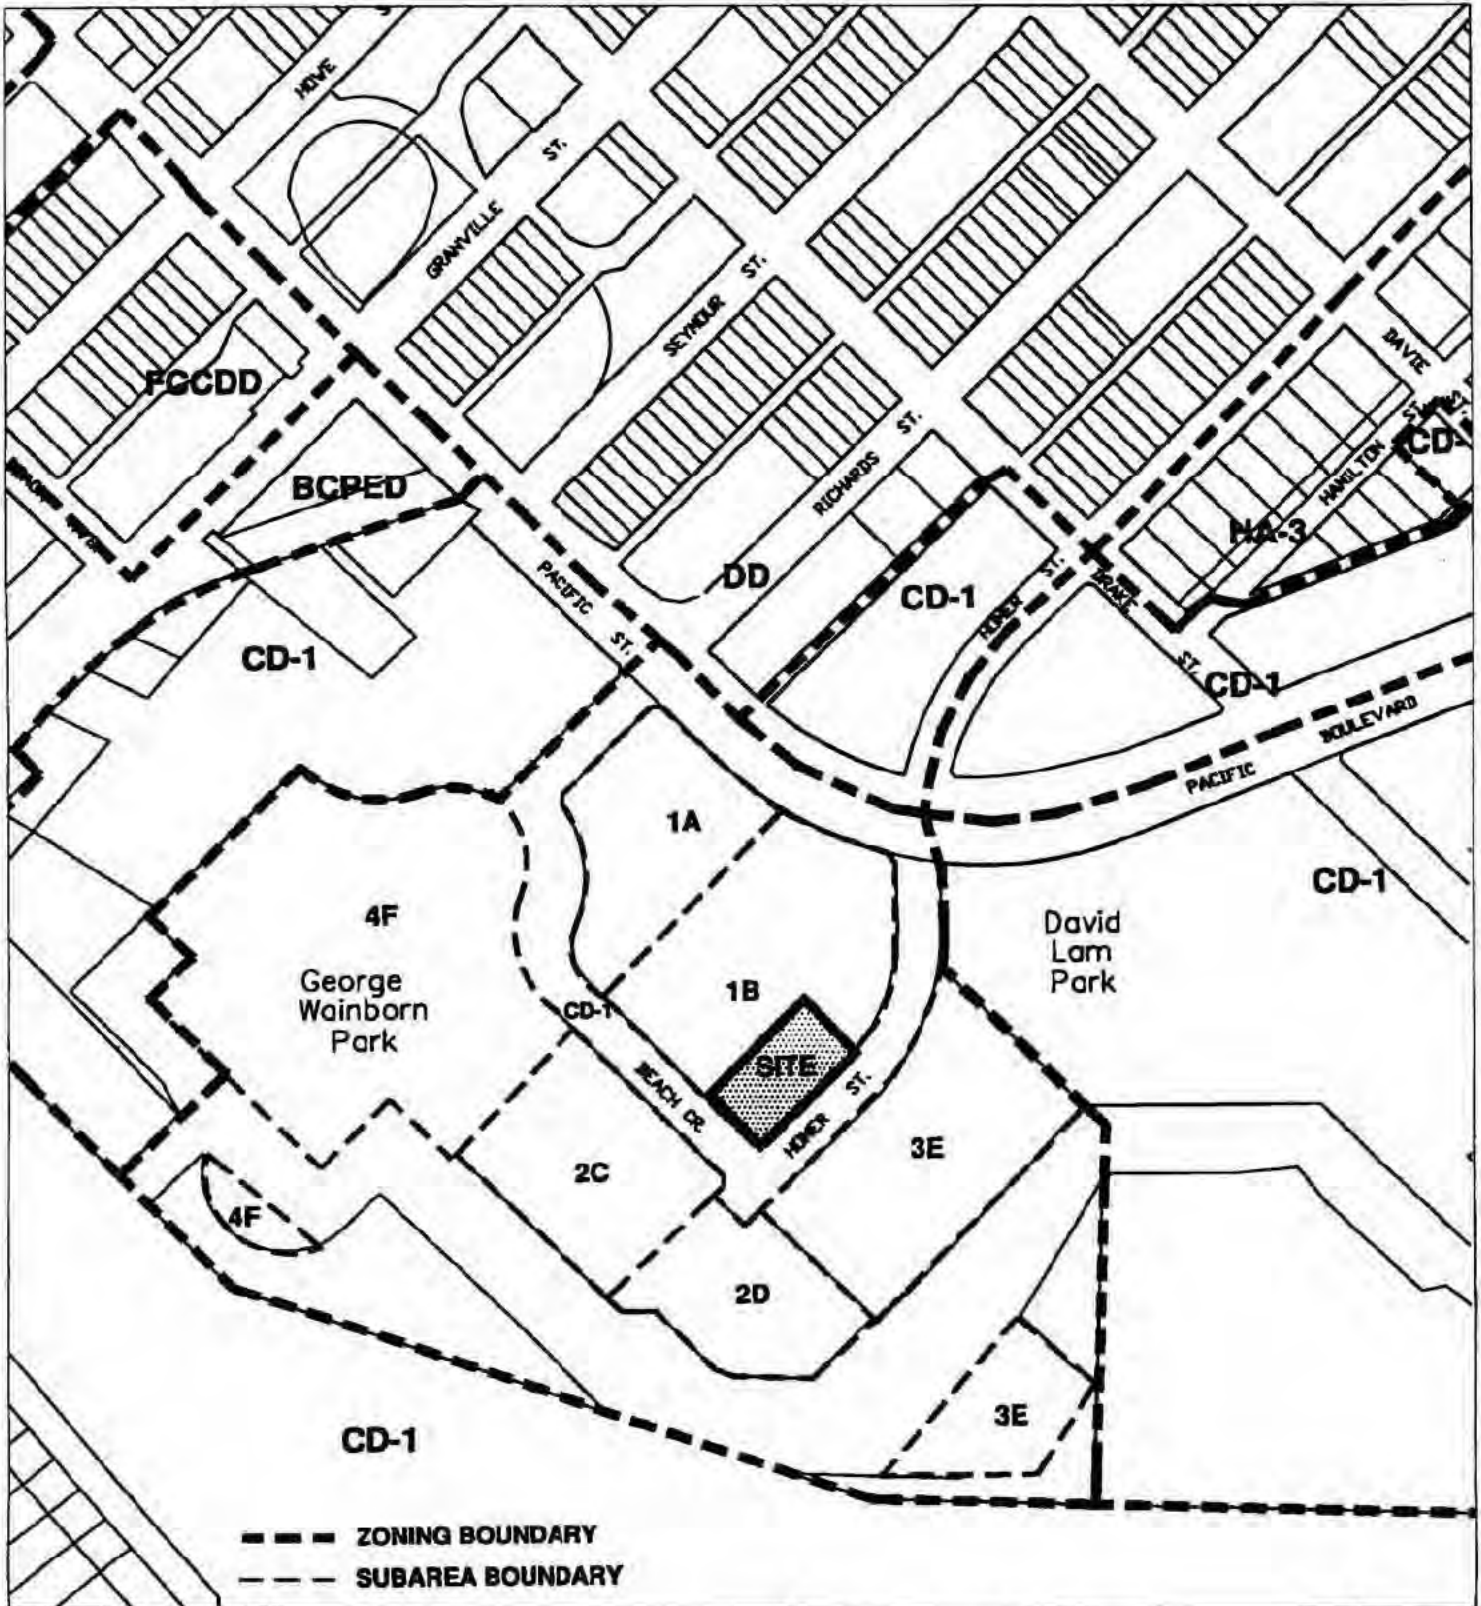 HOWE
ST.
GRANVILLE
ST.
SEYMOUR
DAVIE
ST.
FCCDD
ST.
RICHARDS
HAMILTON
CD-
BCPED
HA-3
DD
PACIFIC
ST.
CD-1
HOMER
ST.
DRAKE
ST.
CD-1
CD-1
BOULEVARD
PACIFIC
1A
CD-1
4F
David
Lam
Park
George
Wainborn
Park
1B
CD-1
SITE
BEACH CR.
HOMER ST.
3E
2C
4F
2D
3E
CD-1
ZONING BOUNDARY
SUBAREA BOUNDARY